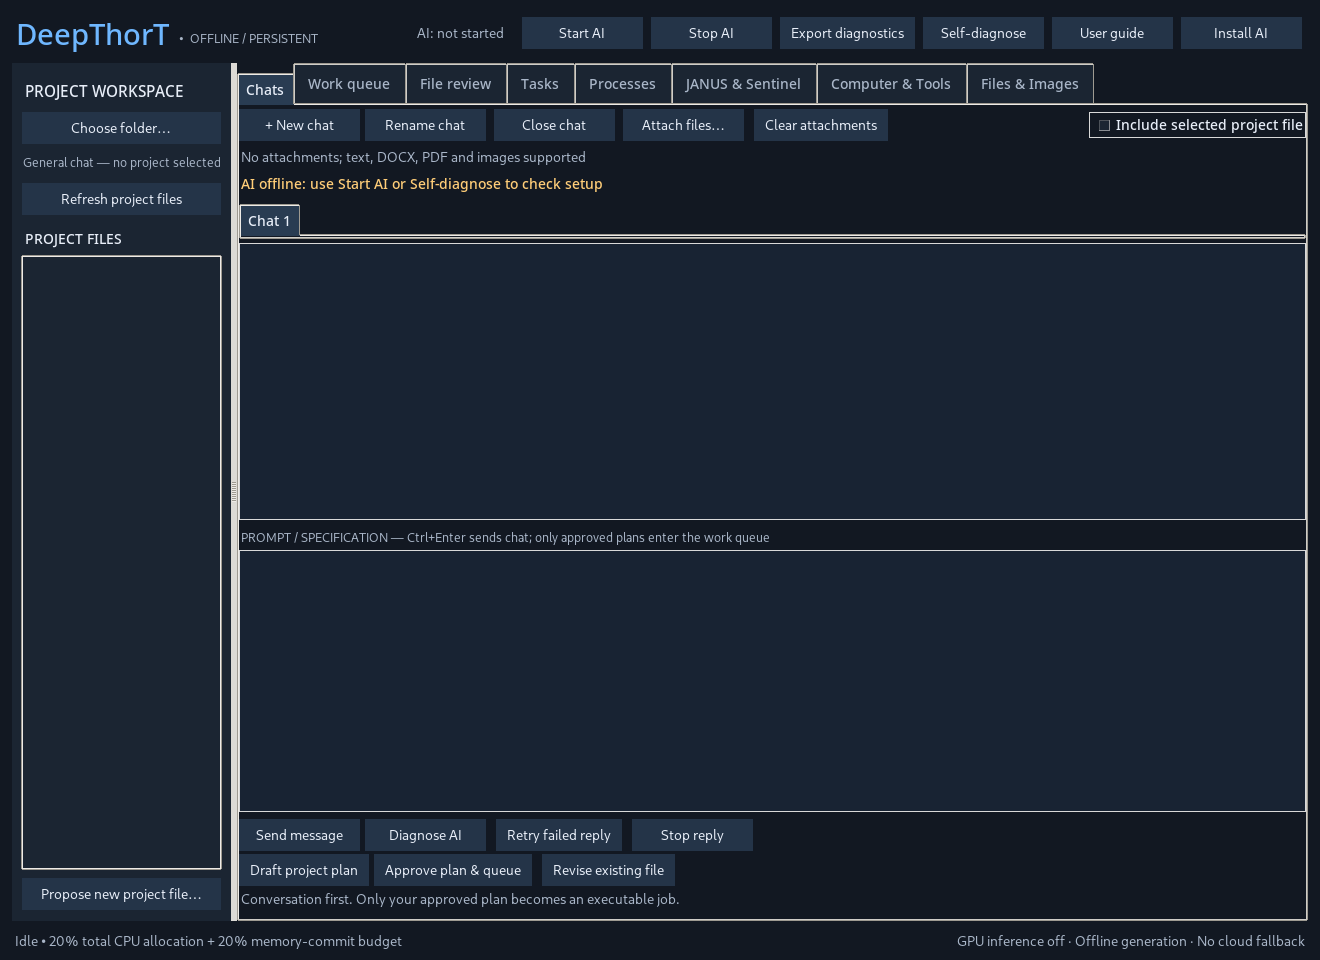 DeepThorT • OFFLINE / PERSISTENT
AI: not started
Start AI
Stop AI
Export diagnostics
Self-diagnose
User guide
Install AI
PROJECT WORKSPACE
Choose folder…
General chat — no project selected
Refresh project files
PROJECT FILES
Propose new project file…
Chats
Work queue
File review
Tasks
Processes
JANUS & Sentinel
Computer & Tools
Files & Images
+ New chat
Rename chat
Close chat
Attach files…
Clear attachments
Include selected project file
No attachments; text, DOCX, PDF and images supported
AI offline: use Start AI or Self-diagnose to check setup
Chat 1
PROMPT / SPECIFICATION — Ctrl+Enter sends chat; only approved plans enter the work queue
Send message
Diagnose AI
Retry failed reply
Stop reply
Draft project plan
Approve plan & queue
Revise existing file
Conversation first. Only your approved plan becomes an executable job.
Idle • 20% total CPU allocation + 20% memory-commit budget
GPU inference off · Offline generation · No cloud fallback